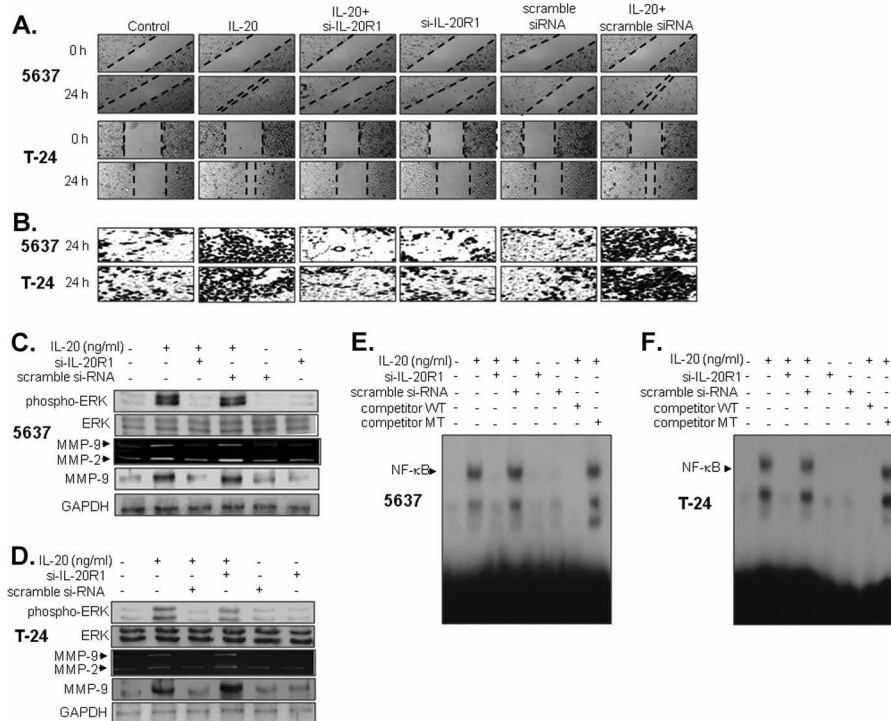 A.
Control
IL-20
IL-20+
si-IL-20R1
si-IL-20R1
scramble
siRNA
IL-20+
scramble siRNA
5637
0 h
24 h
T-24
0 h
24 h
B.
5637 24 h
T-24 24 h
C.
IL-20 (ng/ml) - + + + - -
si-IL-20R1 - - + - - +
scramble si-RNA - - - + + -
5637
phospho-ERK
ERK
MMP-9
MMP-2
MMP-9
GAPDH
D.
IL-20 (ng/ml) - + + + - -
si-IL-20R1 - - - + - +
scramble si-RNA - - + - + -
T-24
phospho-ERK
ERK
MMP-9
MMP-2
MMP-9
GAPDH
E.
IL-20 (ng/ml) - + + + - - + +
si-IL-20R1 - - + - + - - -
scramble si-RNA - - - + - + - -
competitor WT - - - - - - + -
competitor MT - - - - - - - +
NF-κB
5637
F.
IL-20 (ng/ml) - + + + - - + +
si-IL-20R1 - - + - + - - -
scramble si-RNA - - - + - + - -
competitor WT - - - - - - + -
competitor MT - - - - - - - +
NF-κB
T-24